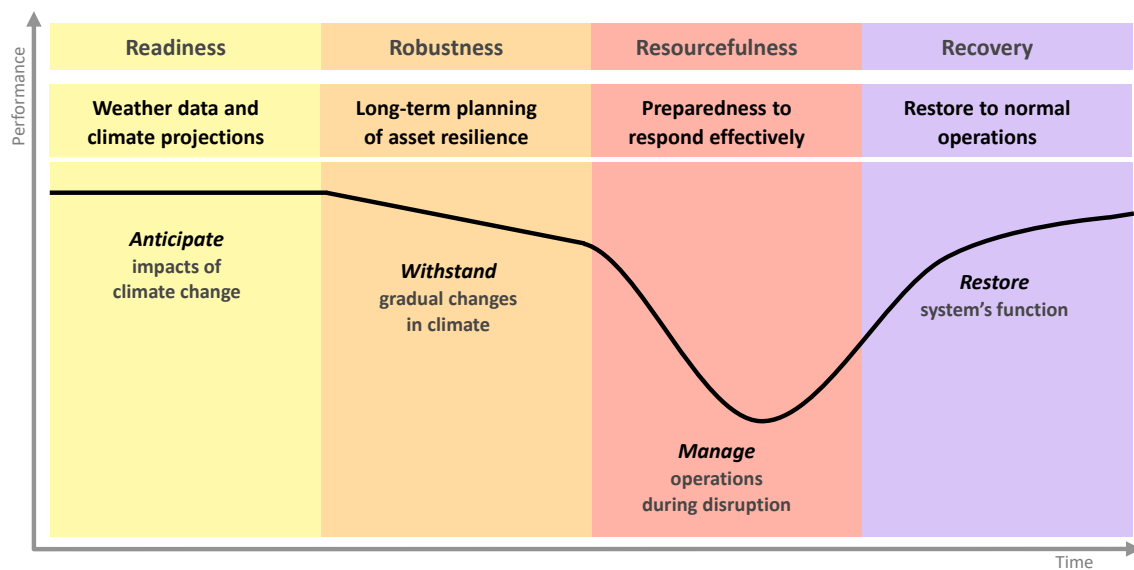 Performance
Readiness
Robustness
Resourcefulness
Recovery
Weather data and
climate projections
Long-term planning
of asset resilience
Preparedness to
respond effectively
Restore to normal
operations
Anticipate
impacts of
climate change
Withstand
gradual changes
in climate
Manage
operations
during disruption
Restore
system’s function
Time